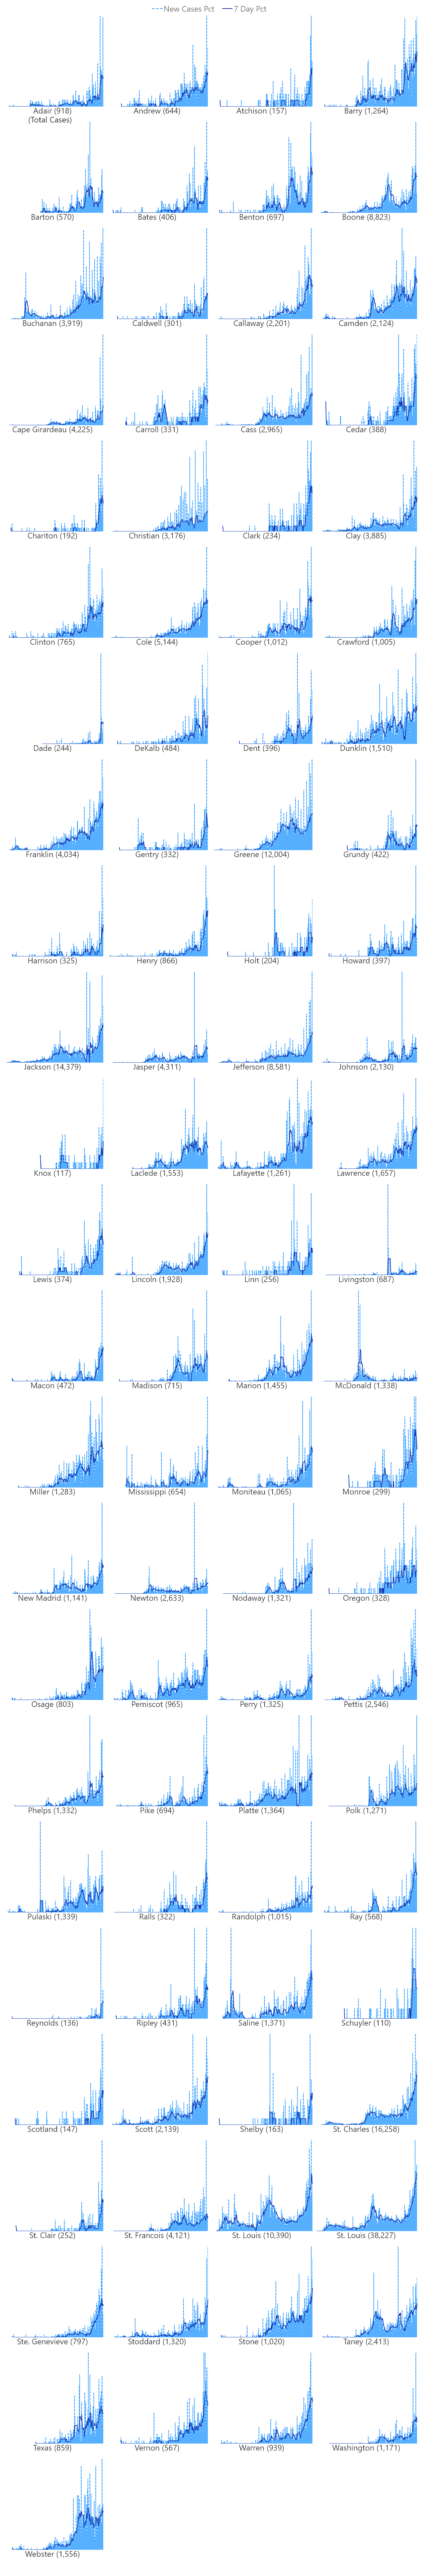 New Cases Pct 7 Day Pct
Adair (918) Andrew (644) Atchison (157) Barry (1,264)
(Total Cases)
Barton (570) Bates (406) Benton (697) Boone (8,823)
Buchanan (3,919) Caldwell (301) Callaway (2,201) Camden (2,124)
Cape Girardeau (4,225) Carroll (331) Cass (2,965) Cedar (388)
Chariton (192) Christian (3,176) Clark (234) Clay (3,885)
Clinton (765) Cole (5,144) Cooper (1,012) Crawford (1,005)
Dade (244) DeKalb (484) Dent (396) Dunklin (1,510)
Franklin (4,034) Gentry (332) Greene (12,004) Grundy (422)
Harrison (325) Henry (866) Holt (204) Howard (397)
Jackson (14,379) Jasper (4,311) Jefferson (8,581) Johnson (2,130)
Knox (117) Laclede (1,553) Lafayette (1,261) Lawrence (1,657)
Lewis (374) Lincoln (1,928) Linn (256) Livingston (687)
Macon (472) Madison (715) Marion (1,455) McDonald (1,338)
Miller (1,283) Mississippi (654) Moniteau (1,065) Monroe (299)
New Madrid (1,141) Newton (2,633) Nodaway (1,321) Oregon (328)
Osage (803) Pemiscot (965) Perry (1,325) Pettis (2,546)
Phelps (1,332) Pike (694) Platte (1,364) Polk (1,271)
Pulaski (1,339) Ralls (322) Randolph (1,015) Ray (568)
Reynolds (136) Ripley (431) Saline (1,371) Schuyler (110)
Scotland (147) Scott (2,139) Shelby (163) St. Charles (16,258)
St. Clair (252) St. Francois (4,121) St. Louis (10,390) St. Louis (38,227)
Ste. Genevieve (797) Stoddard (1,320) Stone (1,020) Taney (2,413)
Texas (859) Vernon (567) Warren (939) Washington (1,171)
Webster (1,556)